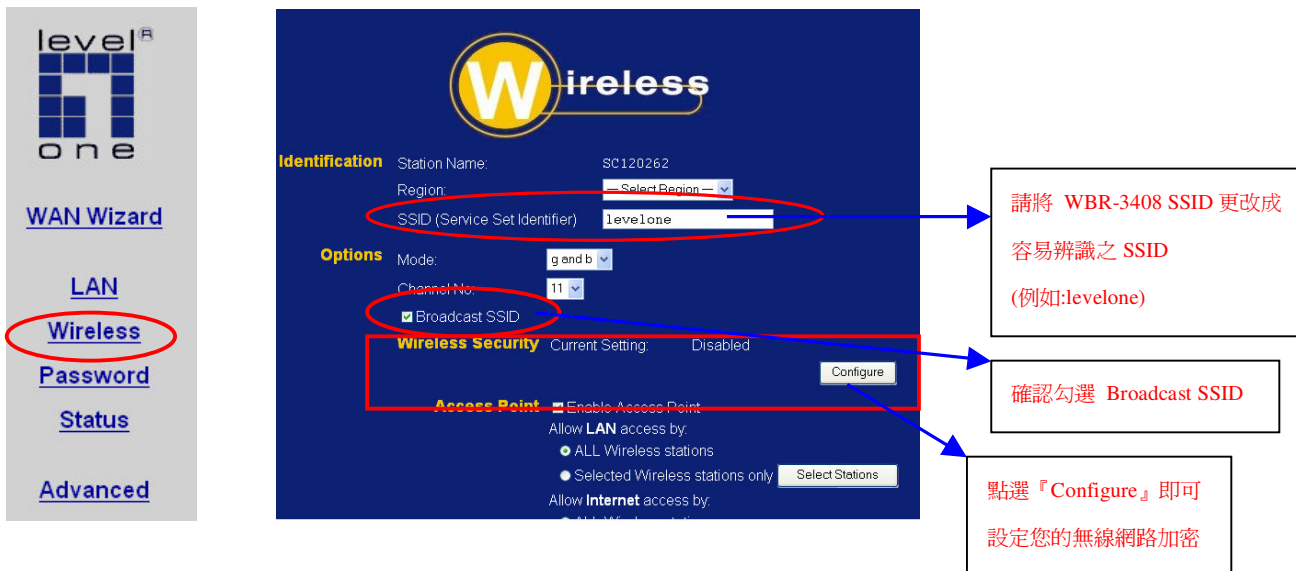 level®
one
WAN Wizard
LAN
Wireless
Password
Status
Advanced
Wireless
Identification
Station Name: SC120262
Region: — Select Region —
SSID (Service Set Identifier) levelone
Options
Mode: g and b
Channel No: 11
Broadcast SSID
Wireless Security Current Setting: Disabled
Configure
Access Point Enable Access Point
Allow LAN access by:
ALL Wireless stations
Selected Wireless stations only Select Stations
Allow Internet access by:
請將 WBR-3408 SSID 更改成
容易辨識之 SSID
(例如:levelone)
確認勾選 Broadcast SSID
點選『Configure』即可
設定您的無線網路加密